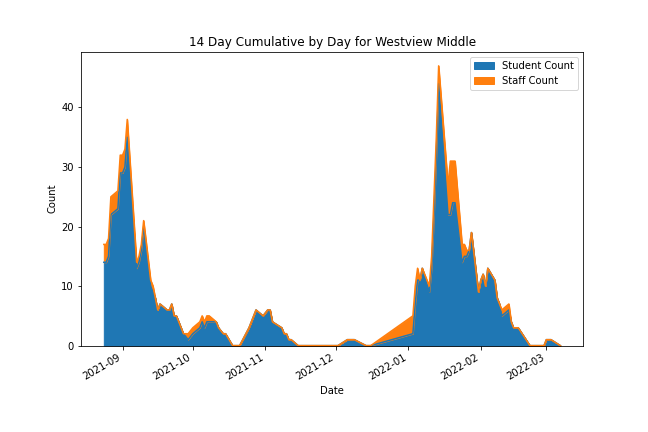 14 Day Cumulative by Day for Westview Middle
Student Count
Staff Count
Count
40
30
20
10
0
2021-09
2021-10
2021-11
2021-12
2022-01
2022-02
2022-03
Date